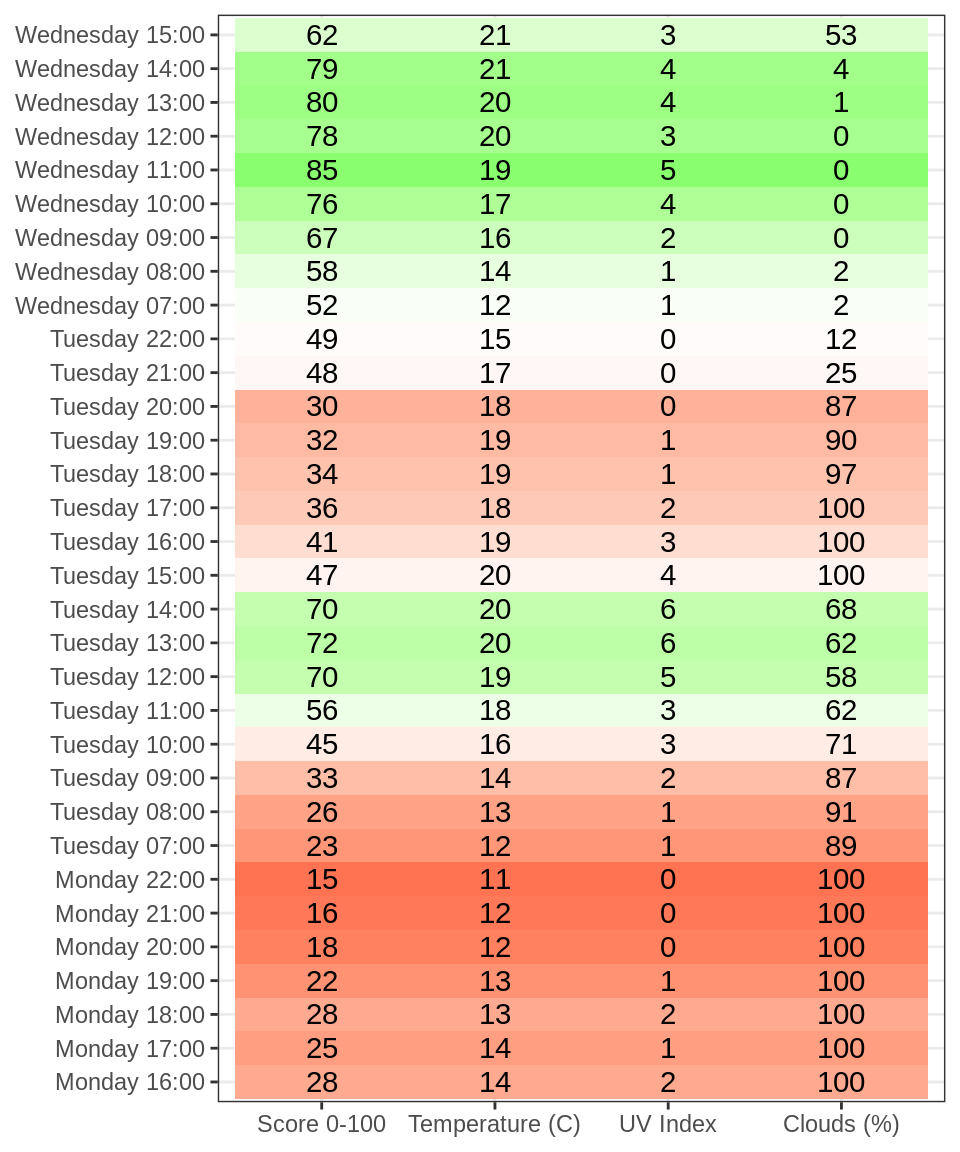 Wednesday 15:00 62 21 3 53
Wednesday 14:00 79 21 4 4
Wednesday 13:00 80 20 4 1
Wednesday 12:00 78 20 3 0
Wednesday 11:00 85 19 5 0
Wednesday 10:00 76 17 4 0
Wednesday 09:00 67 16 2 0
Wednesday 08:00 58 14 1 2
Wednesday 07:00 52 12 1 2
Tuesday 22:00 49 15 0 12
Tuesday 21:00 48 17 0 25
Tuesday 20:00 30 18 0 87
Tuesday 19:00 32 19 1 90
Tuesday 18:00 34 19 1 97
Tuesday 17:00 36 18 2 100
Tuesday 16:00 41 19 3 100
Tuesday 15:00 47 20 4 100
Tuesday 14:00 70 20 6 68
Tuesday 13:00 72 20 6 62
Tuesday 12:00 70 19 5 58
Tuesday 11:00 56 18 3 62
Tuesday 10:00 45 16 3 71
Tuesday 09:00 33 14 2 87
Tuesday 08:00 26 13 1 91
Tuesday 07:00 23 12 1 89
Monday 22:00 15 11 0 100
Monday 21:00 16 12 0 100
Monday 20:00 18 12 0 100
Monday 19:00 22 13 1 100
Monday 18:00 28 13 2 100
Monday 17:00 25 14 1 100
Monday 16:00 28 14 2 100
Score 0-100 Temperature (C) UV Index Clouds (%)